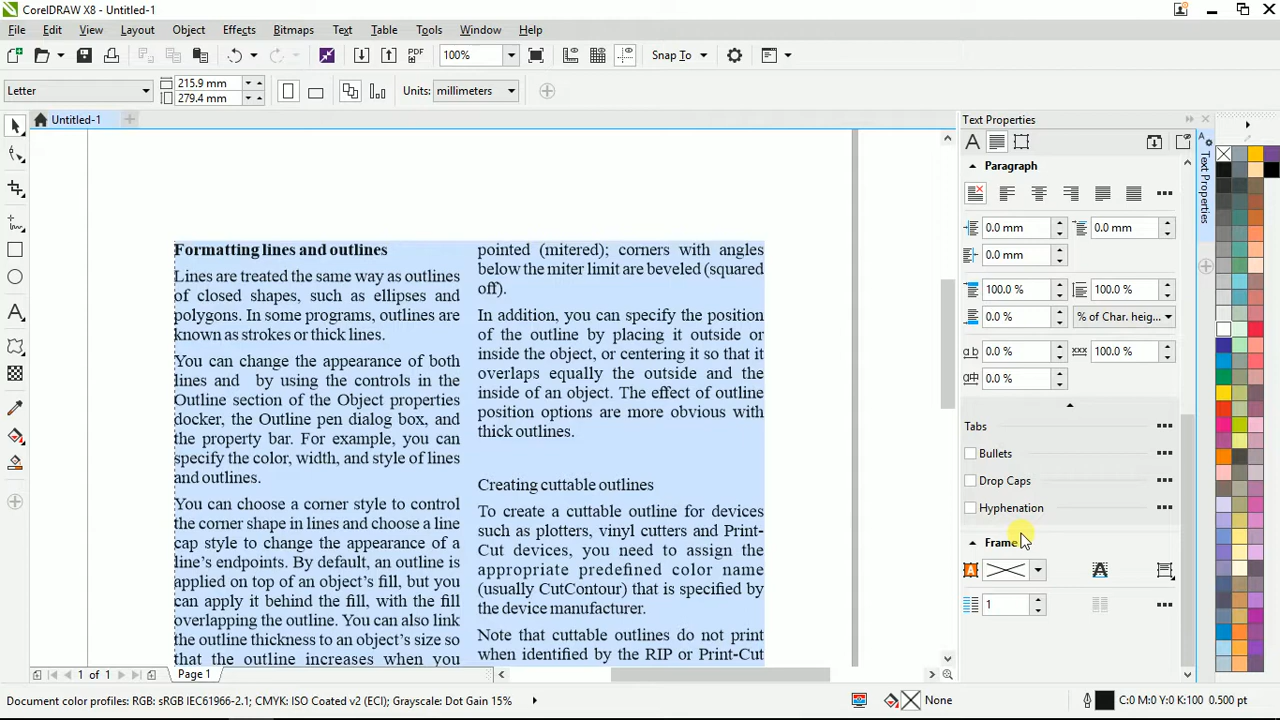 CorelDRAW X8 - Untitled-1
File Edit View Layout Object Effects Bitmaps Text Table Tools Window Help
PDF 100% Snap To
Letter 215.9 mm 279.4 mm Units: millimeters
Untitled-1
Formatting lines and outlines
Lines are treated the same way as outlines
of closed shapes, such as ellipses and
polygons. In some programs, outlines are
known as strokes or thick lines.
You can change the appearance of both
lines and by using the controls in the
Outline section of the Object properties
docker, the Outline pen dialog box, and
the property bar. For example, you can
specify the color, width, and style of lines
and outlines.
You can choose a corner style to control
the corner shape in lines and choose a line
cap style to change the appearance of a
line's endpoints. By default, an outline is
applied on top of an object's fill, but you
can apply it behind the fill, with the fill
overlapping the outline. You can also link
the outline thickness to an object's size so
that the outline increases when you
pointed (mitered); corners with angles
below the miter limit are beveled (squared
off).
In addition, you can specify the position
of the outline by placing it outside or
inside the object, or centering it so that it
overlaps equally the outside and the
inside of an object. The effect of outline
position options are more obvious with
thick outlines.
Creating cuttable outlines
To create a cuttable outline for devices
such as plotters, vinyl cutters and Print-
Cut devices, you need to assign the
appropriate predefined color name
(usually CutContour) that is specified by
the device manufacturer.
Note that cuttable outlines do not print
when identified by the RIP or Print-Cut
Text Properties
Paragraph
0.0 mm 0.0 mm
0.0 mm
100.0 % 100.0 %
0.0 % % of Char. heig...
0.0 % 100.0 %
0.0 %
Tabs
Bullets
Drop Caps
Hyphenation
Frame
1
Text Properties
1 of 1 Page 1
Document color profiles: RGB: sRGB IEC61966-2.1; CMYK: ISO Coated v2 (ECI); Grayscale: Dot Gain 15% None C:0 M:0 Y:0 K:100 0.500 pt